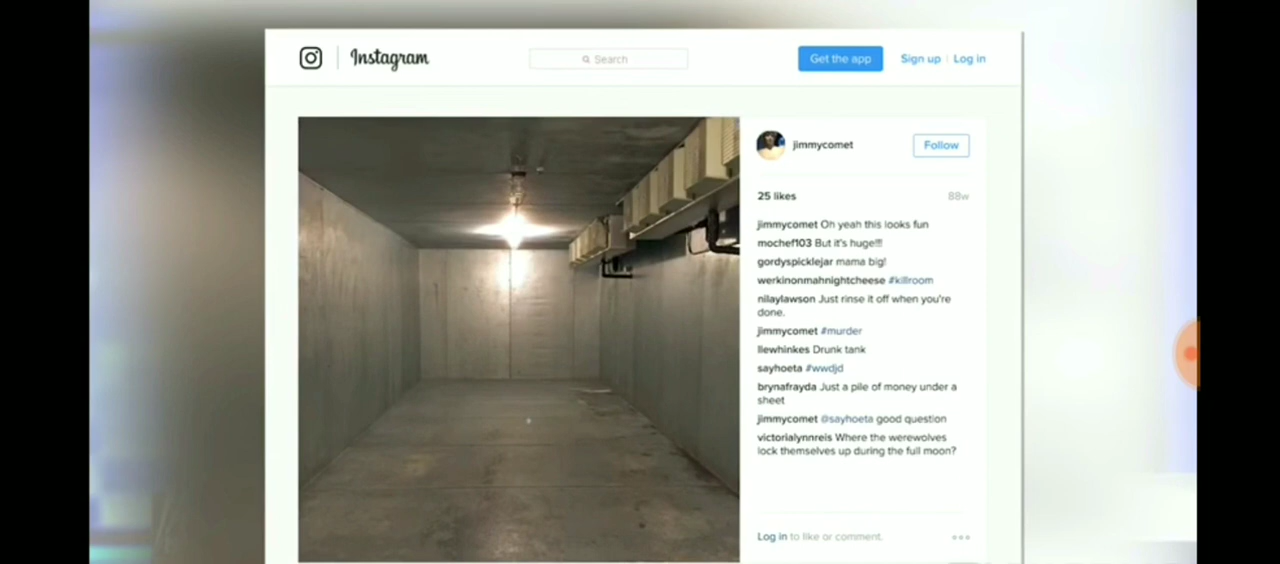 Instagram
Search
Get the app
Sign up
Log in
jimmycomet
Follow
25 likes
88w
jimmycomet Oh yeah this looks fun
mochef103 But it's huge!!!
gordyspicklejar mama big!
werkinonmahnightcheese #killroom
nilaylawson Just rinse it off when you're
done.
jimmycomet #murder
llewhinkes Drunk tank
sayhoeta #wwdjd
brynafrayda Just a pile of money under a
sheet
jimmycomet @sayhoeta good question
victorialynnreis Where the werewolves
lock themselves up during the full moon?
Log in to like or comment.